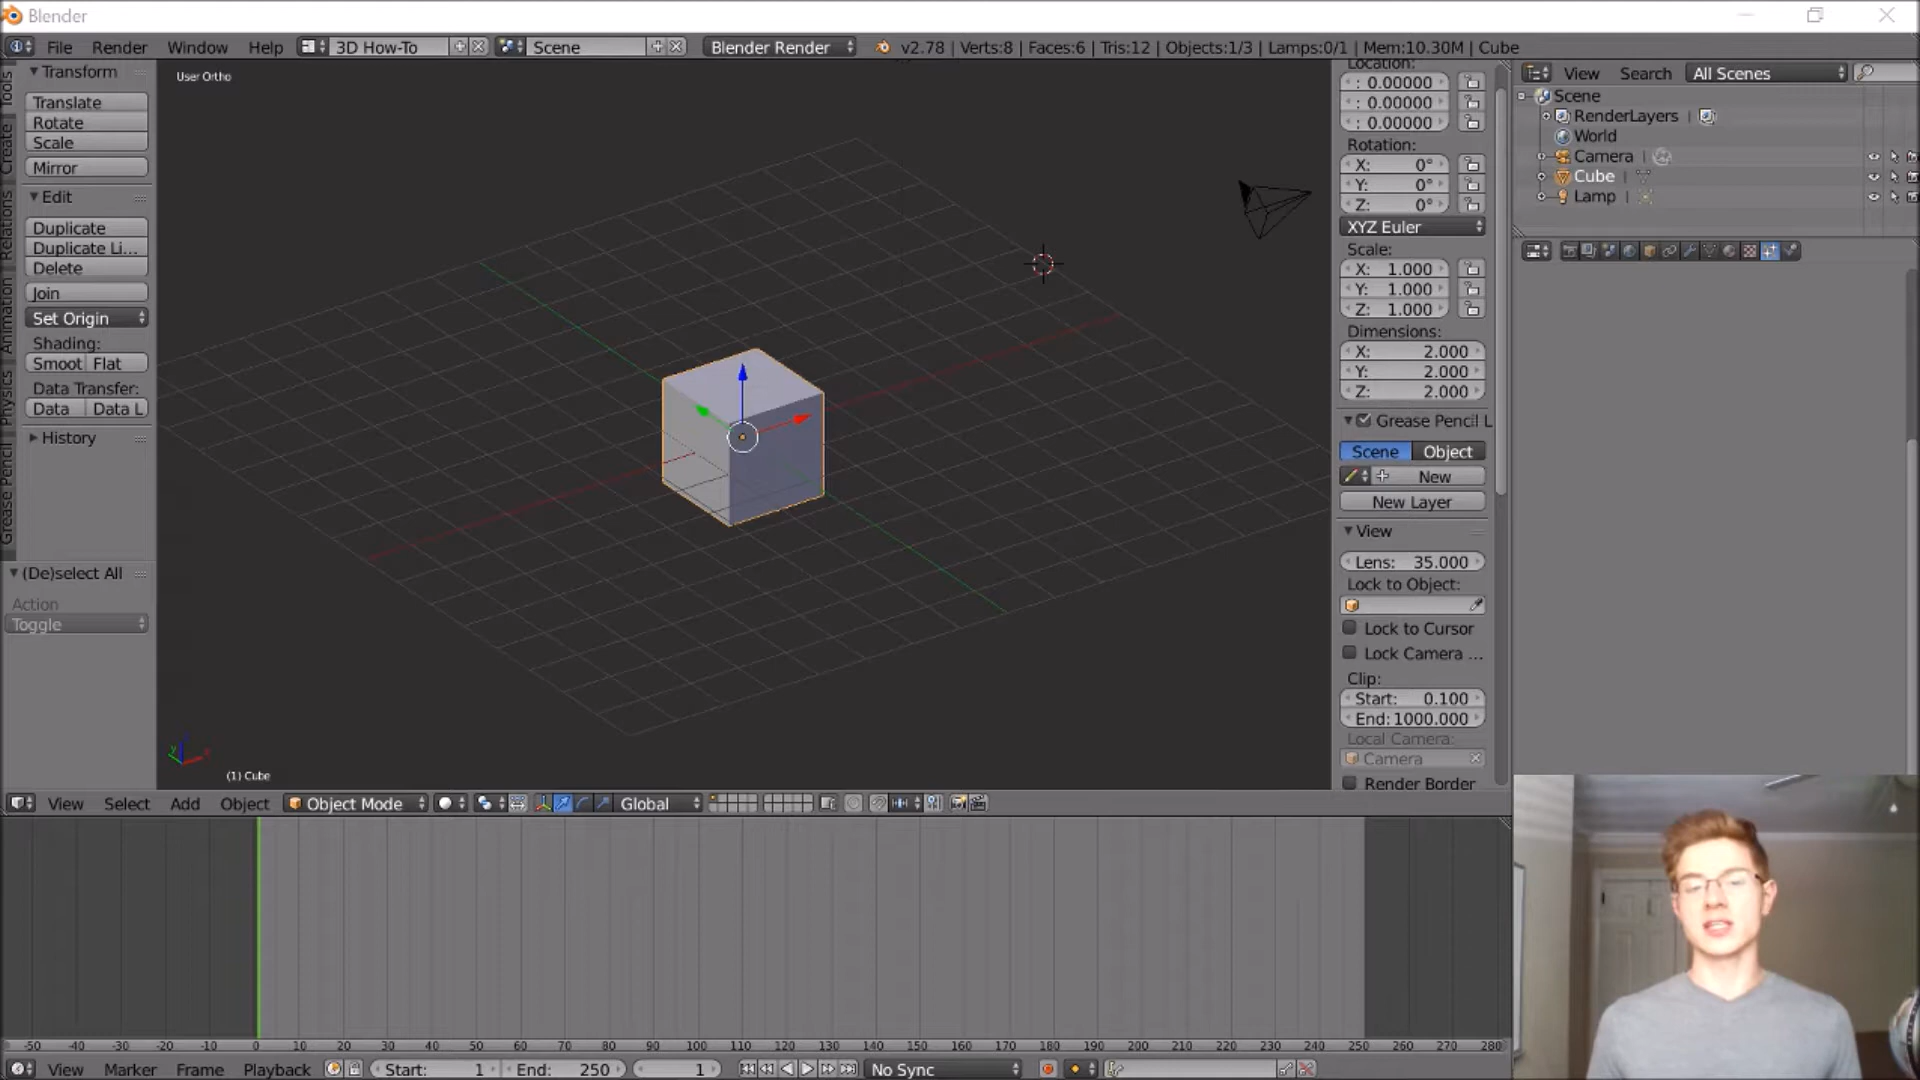 Blender
File Render Window Help 3D How-To Scene Blender Render v2.78 | Verts:8 | Faces:6 | Tris:12 | Objects:1/3 | Lamps:0/1 | Mem:10.30M | Cube
Tools
Create
Relations
Animation
Physics
Grease Pencil
Transform
Translate
Rotate
Scale
Mirror
Edit
Duplicate
Duplicate Li...
Delete
Join
Set Origin
Shading:
Smoot Flat
Data Transfer:
Data Data L
History
(De)select All
Action
Toggle
User Ortho
(1) Cube
Location:
: 0.00000
: 0.00000
: 0.00000
Rotation:
X: 0°
Y: 0°
Z: 0°
XYZ Euler
Scale:
X: 1.000
Y: 1.000
Z: 1.000
Dimensions:
X: 2.000
Y: 2.000
Z: 2.000
Grease Pencil L
Scene Object
New
New Layer
View
Lens: 35.000
Lock to Object:
Lock to Cursor
Lock Camera ...
Clip:
Start: 0.100
End: 1000.000
Local Camera:
Camera
Render Border
View Search All Scenes
Scene
RenderLayers
World
Camera
Cube
Lamp
View Select Add Object Object Mode Global
-50 -40 -30 -20 -10 0 10 20 30 40 50 60 70 80 90 100 110 120 130 140 150 160 170 180 190 200 210 220 230 240 250 260 270 280
View Marker Frame Playback Start: 1 End: 250 1 No Sync